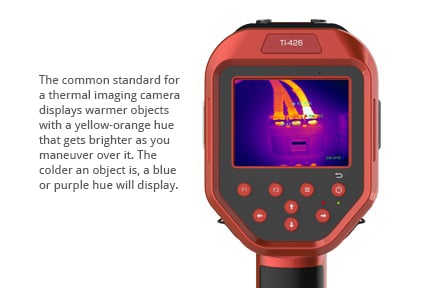 The common standard for
a thermal imaging camera
displays warmer objects
with a yellow-orange hue
that gets brighter as you
maneuver over it. The
colder an object is, a blue
or purple hue will display.
TI-426
F1
F2